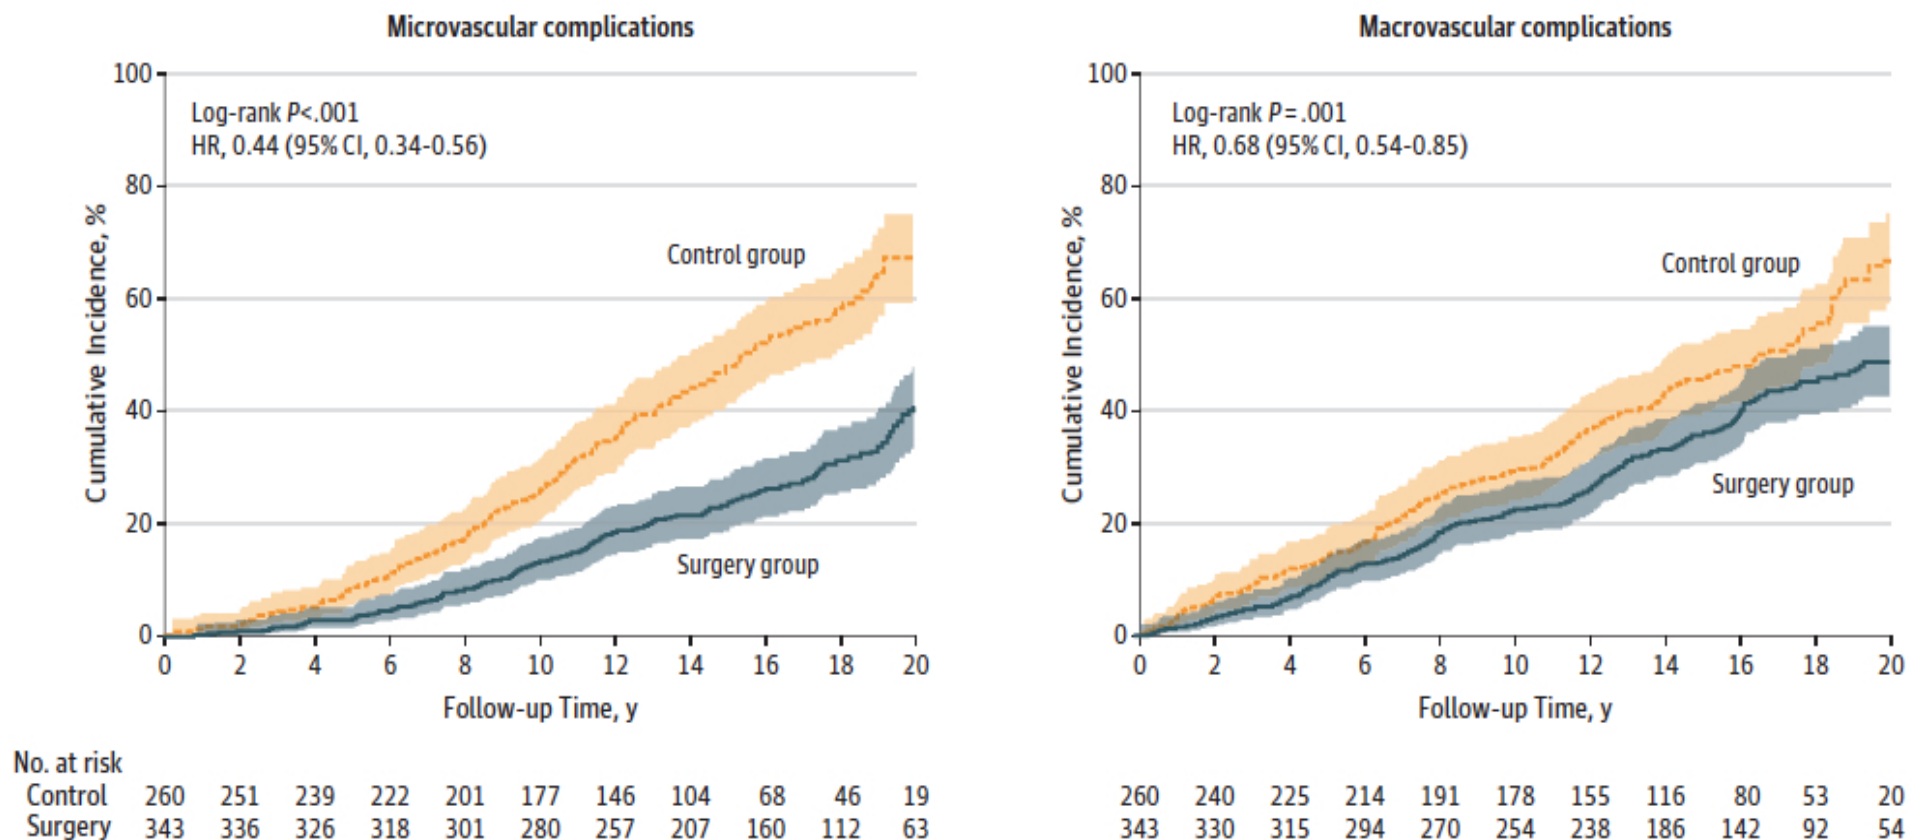 Microvascular complications
100
80
60
40
20
0
Cumulative Incidence, %
Log-rank P<.001
HR, 0.44 (95% CI, 0.34-0.56)
Control group
Surgery group
0 2 4 6 8 10 12 14 16 18 20
Follow-up Time, y
No. at risk
Control 260 251 239 222 201 177 146 104 68 46 19
Surgery 343 336 326 318 301 280 257 207 160 112 63
Macrovascular complications
100
80
60
40
20
0
Cumulative Incidence, %
Log-rank P=.001
HR, 0.68 (95% CI, 0.54-0.85)
Control group
Surgery group
0 2 4 6 8 10 12 14 16 18 20
Follow-up Time, y
260 240 225 214 191 178 155 116 80 53 20
343 330 315 294 270 254 238 186 142 92 54